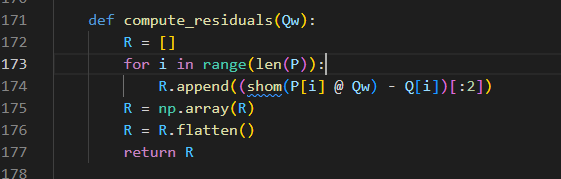 171 def compute_residuals(Qw):
172 R = []
173 for i in range(len(P)):
174 R.append((shom(P[i] @ Qw) - Q[i])[:2])
175 R = np.array(R)
176 R = R.flatten()
177 return R
178